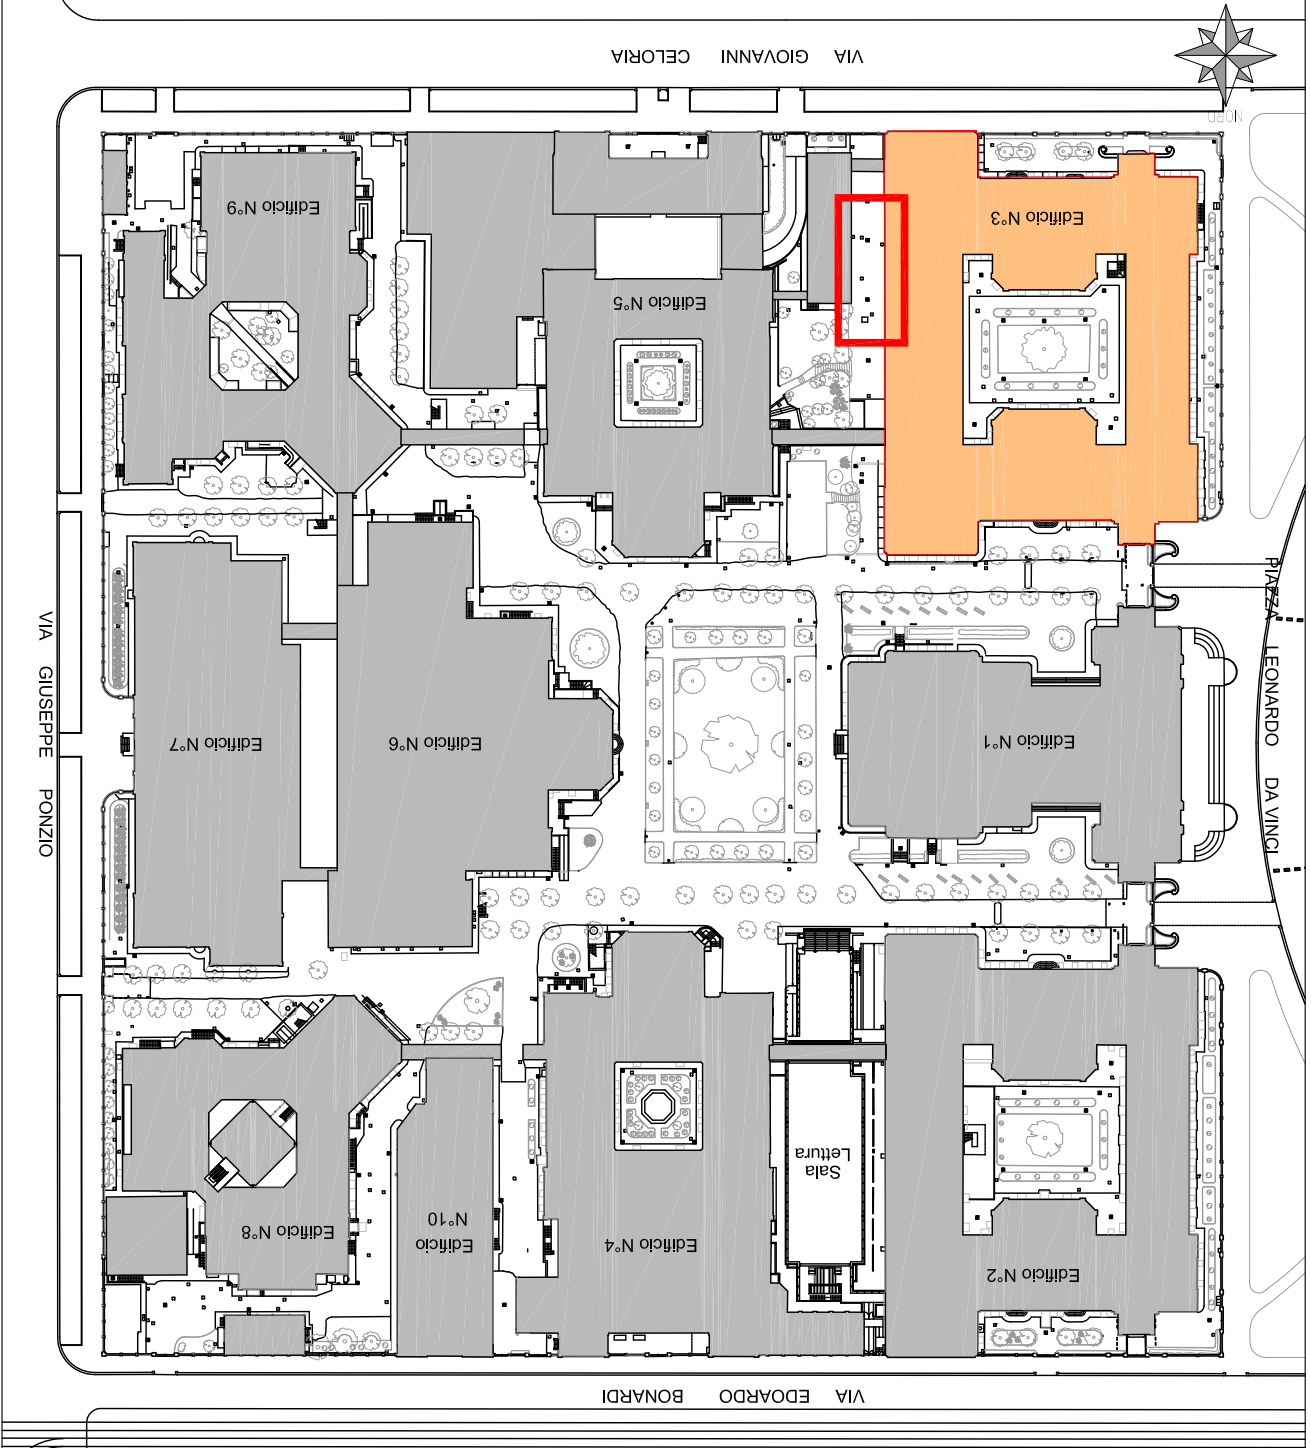 VIA GIOVANNI CELORIA
NORD
Edificio N°9
Edificio N°3
Edificio N°5
PIAZZA LEONARDO DA VINCI
VIA GIUSEPPE PONZIO
Edificio N°7
Edificio N°6
Edificio N°1
Sala
Lettura
Edificio N°8
Edificio
N°10
Edificio N°4
Edificio N°2
VIA EDOARDO BONARDI